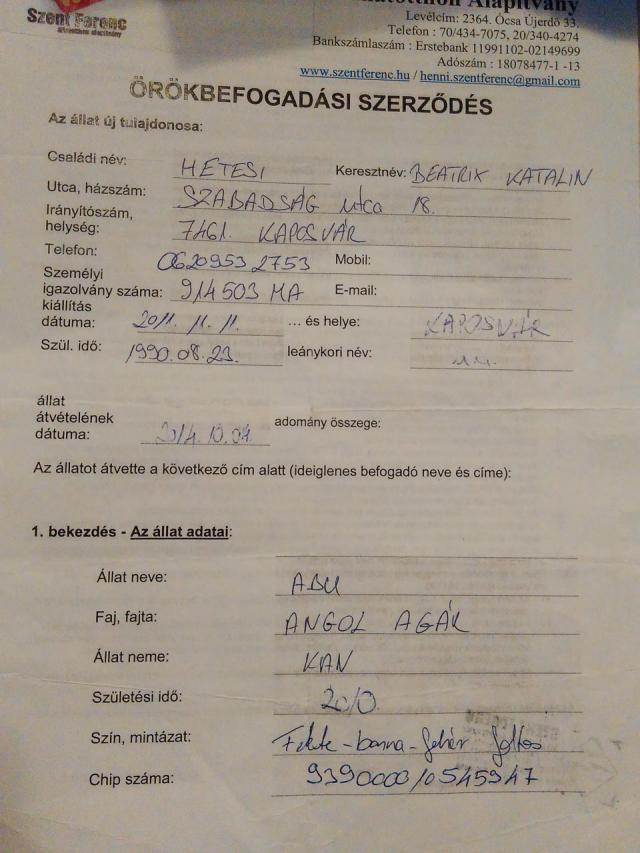 Szent Ferenc
Alapítvány
Levélcím: 2364. Ócsa Újerdő 33.
Telefon : 70/434-7075, 20/340-4274
Bankszámlaszám : Erstebank 11991102-02149699
Adószám : 18078477-1 -13
www.szentferenc.hu / henni.szentferenc@gmail.com
ÖRÖKBEFOGADÁSI SZERZŐDÉS
Az állat új tulajdonosa:
Családi név: HETESI Keresztnév: BEATRIX KATALIN
Utca, házszám: SZABADSÁG utca 18.
Irányítószám, helység: 7461. KAPOSVÁR
Telefon: 06209532753 Mobil:
Személyi igazolvány száma: 914503 MA E-mail:
kiállítás dátuma: 2011. 11. 11. ... és helye: KAPOSVÁR
Szül. idő: 1990.08.23. leánykori név:
állat
átvételének
dátuma: 2014.10.04. adomány összege:
Az állatot átvette a következő cím alatt (ideiglenes befogadó neve és címe):
1. bekezdés - Az állat adatai:
Állat neve: ABU
Faj, fajta: ANGOL AGÁR
Állat neme: KAN
Születési idő: 2010.
Szín, mintázat: Fekete-barna-fehér foltos
Chip száma: 939000010545947